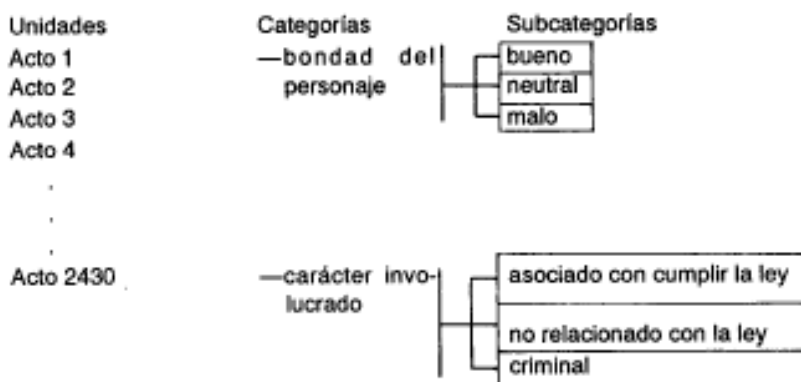 Unidades Categorías Subcategorías
Acto 1 —bondad del bueno
Acto 2 personaje neutral
Acto 3 malo
Acto 4
.
.
.
Acto 2430 —carácter invo- asociado con cumplir la ley
lucrado
no relacionado con la ley
criminal